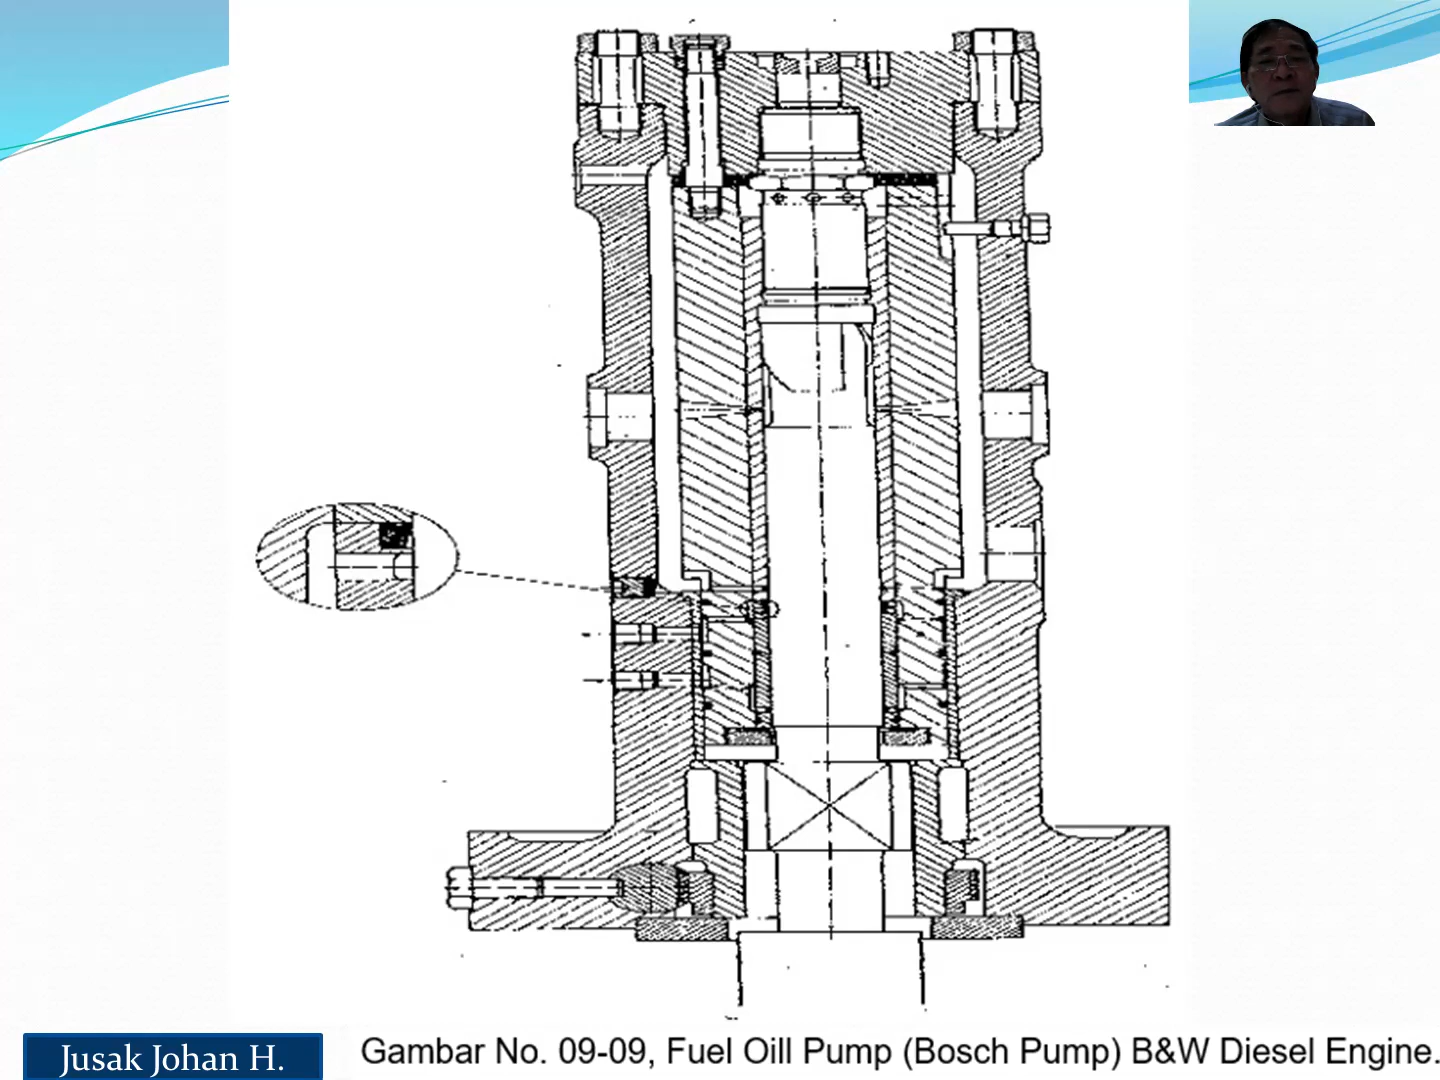 Jusak Johan H.
Gambar No. 09-09, Fuel Oill Pump (Bosch Pump) B&W Diesel Engine.